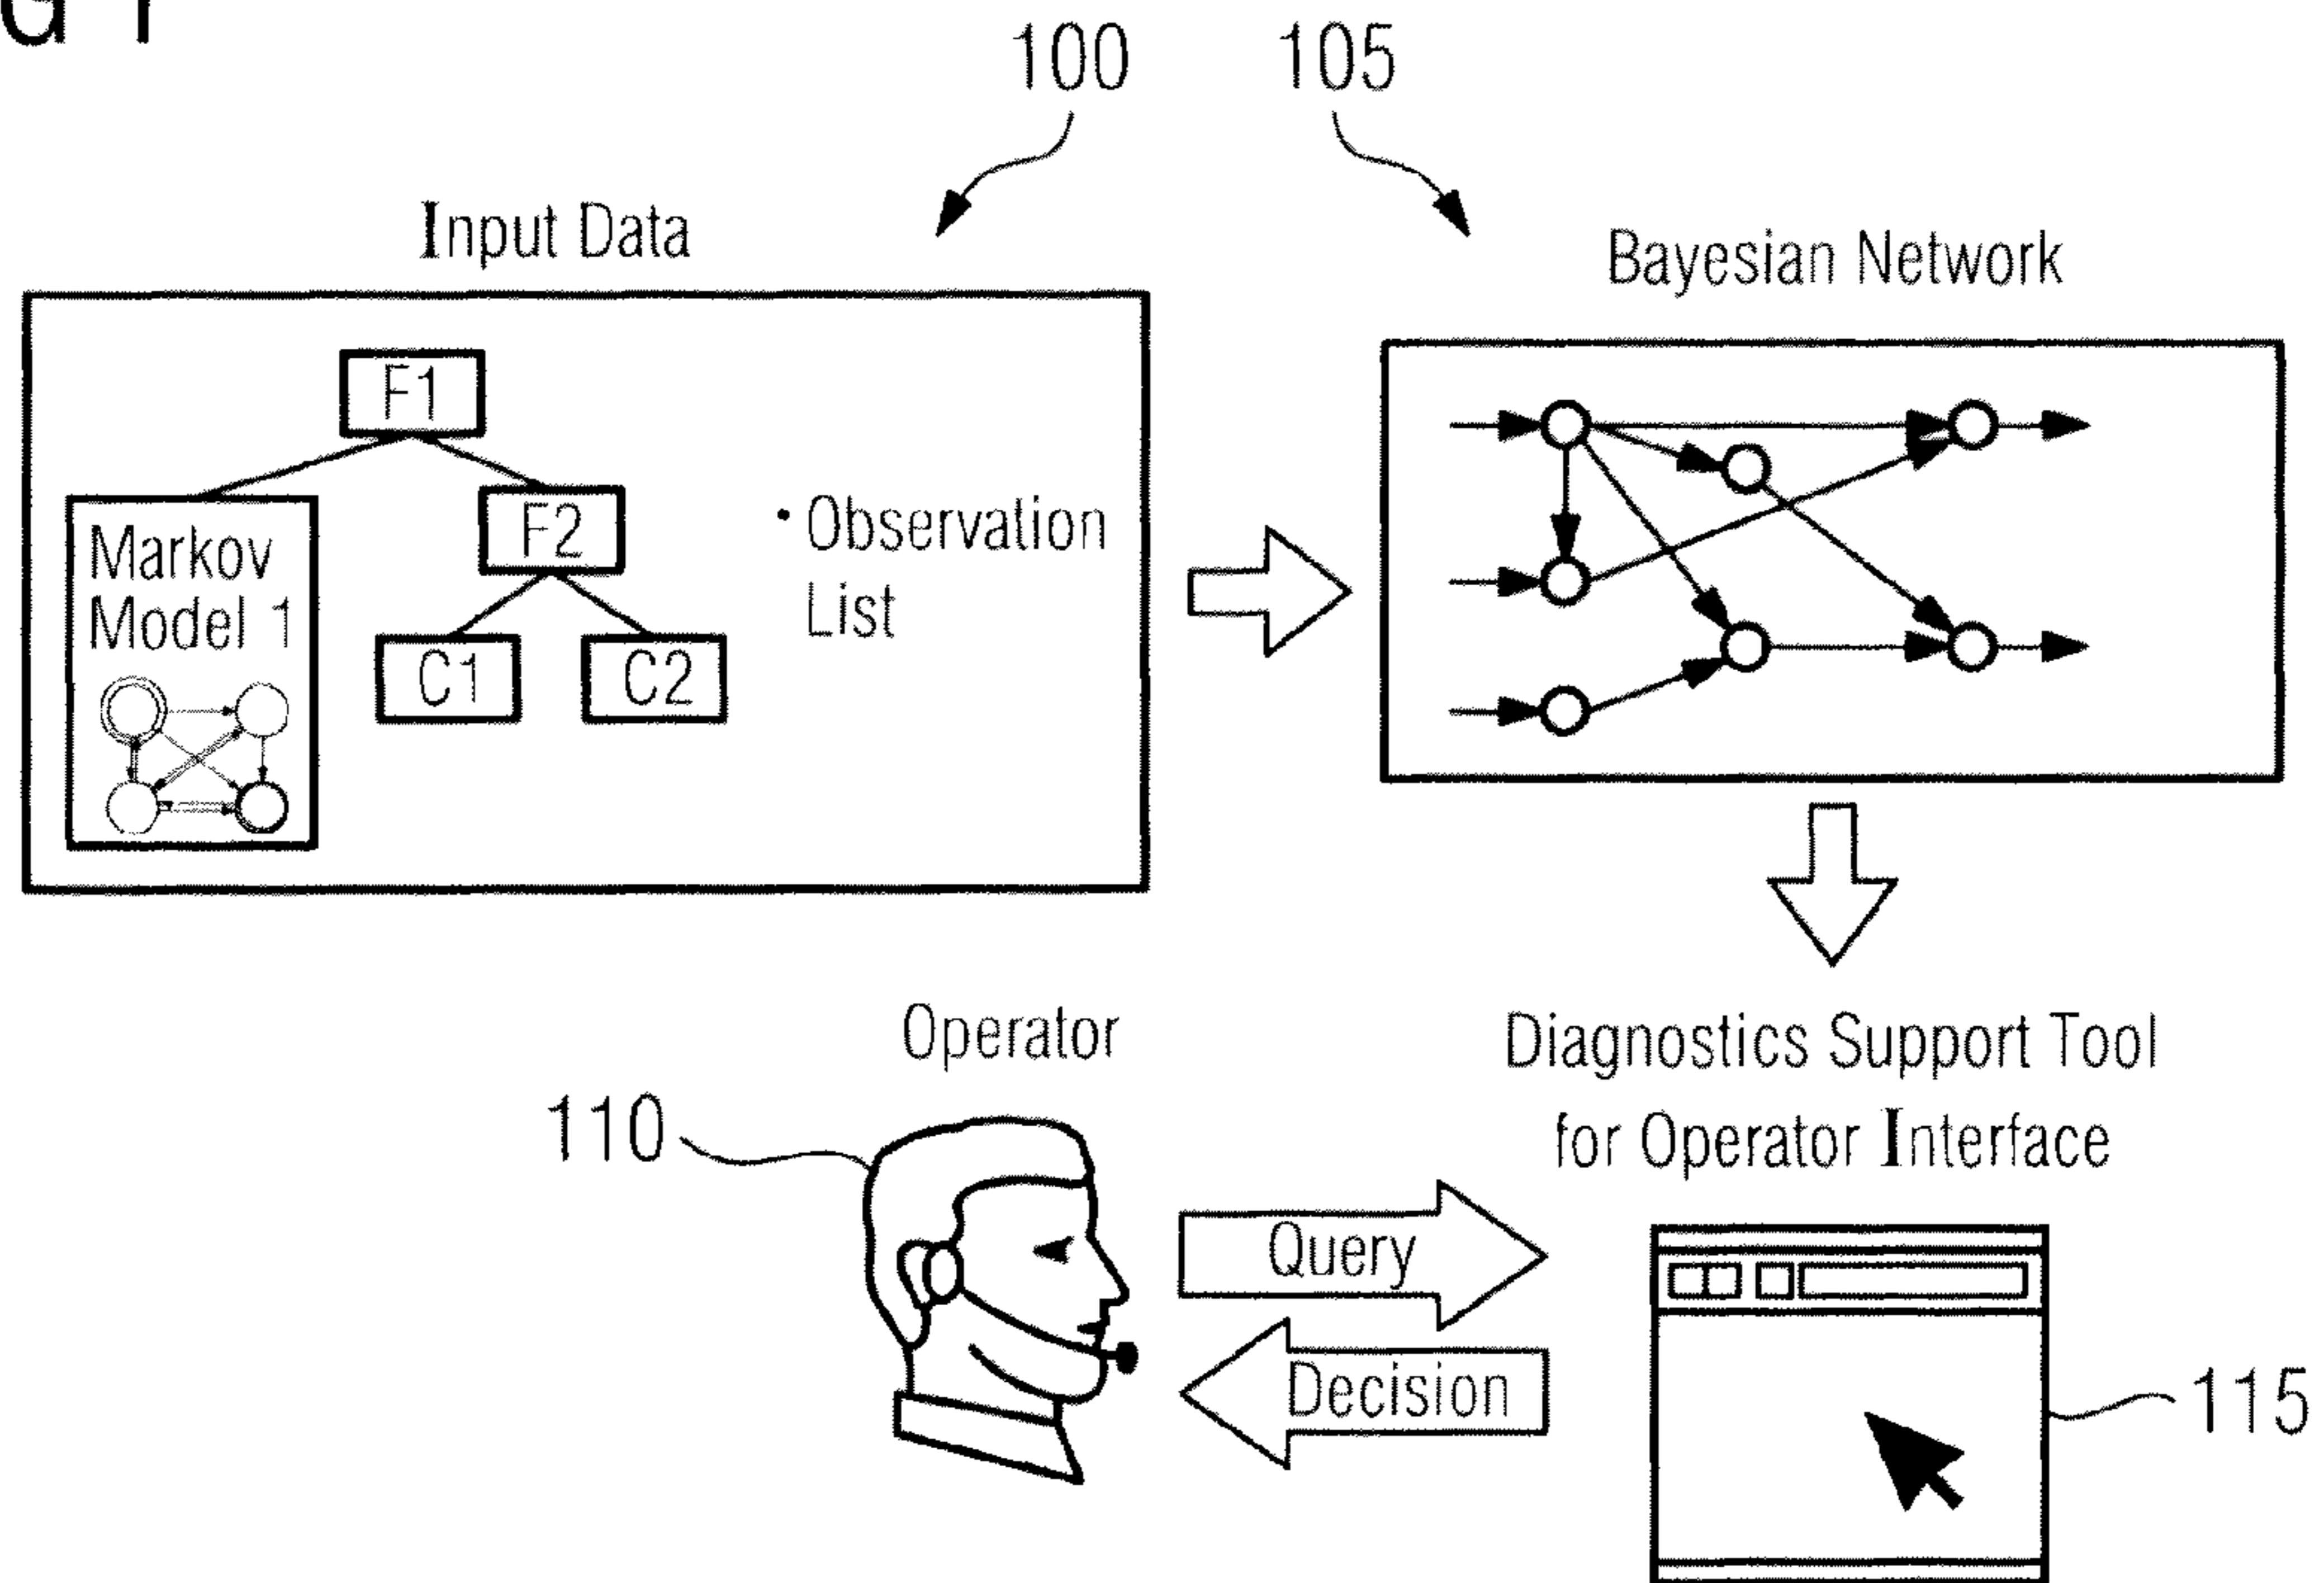 100 105
Input Data
Bayesian Network
F1
Markov
Model 1
F2
• Observation
List
C1 C2
Operator
Diagnostics Support Tool
for Operator Interface
110
Query
Decision
115